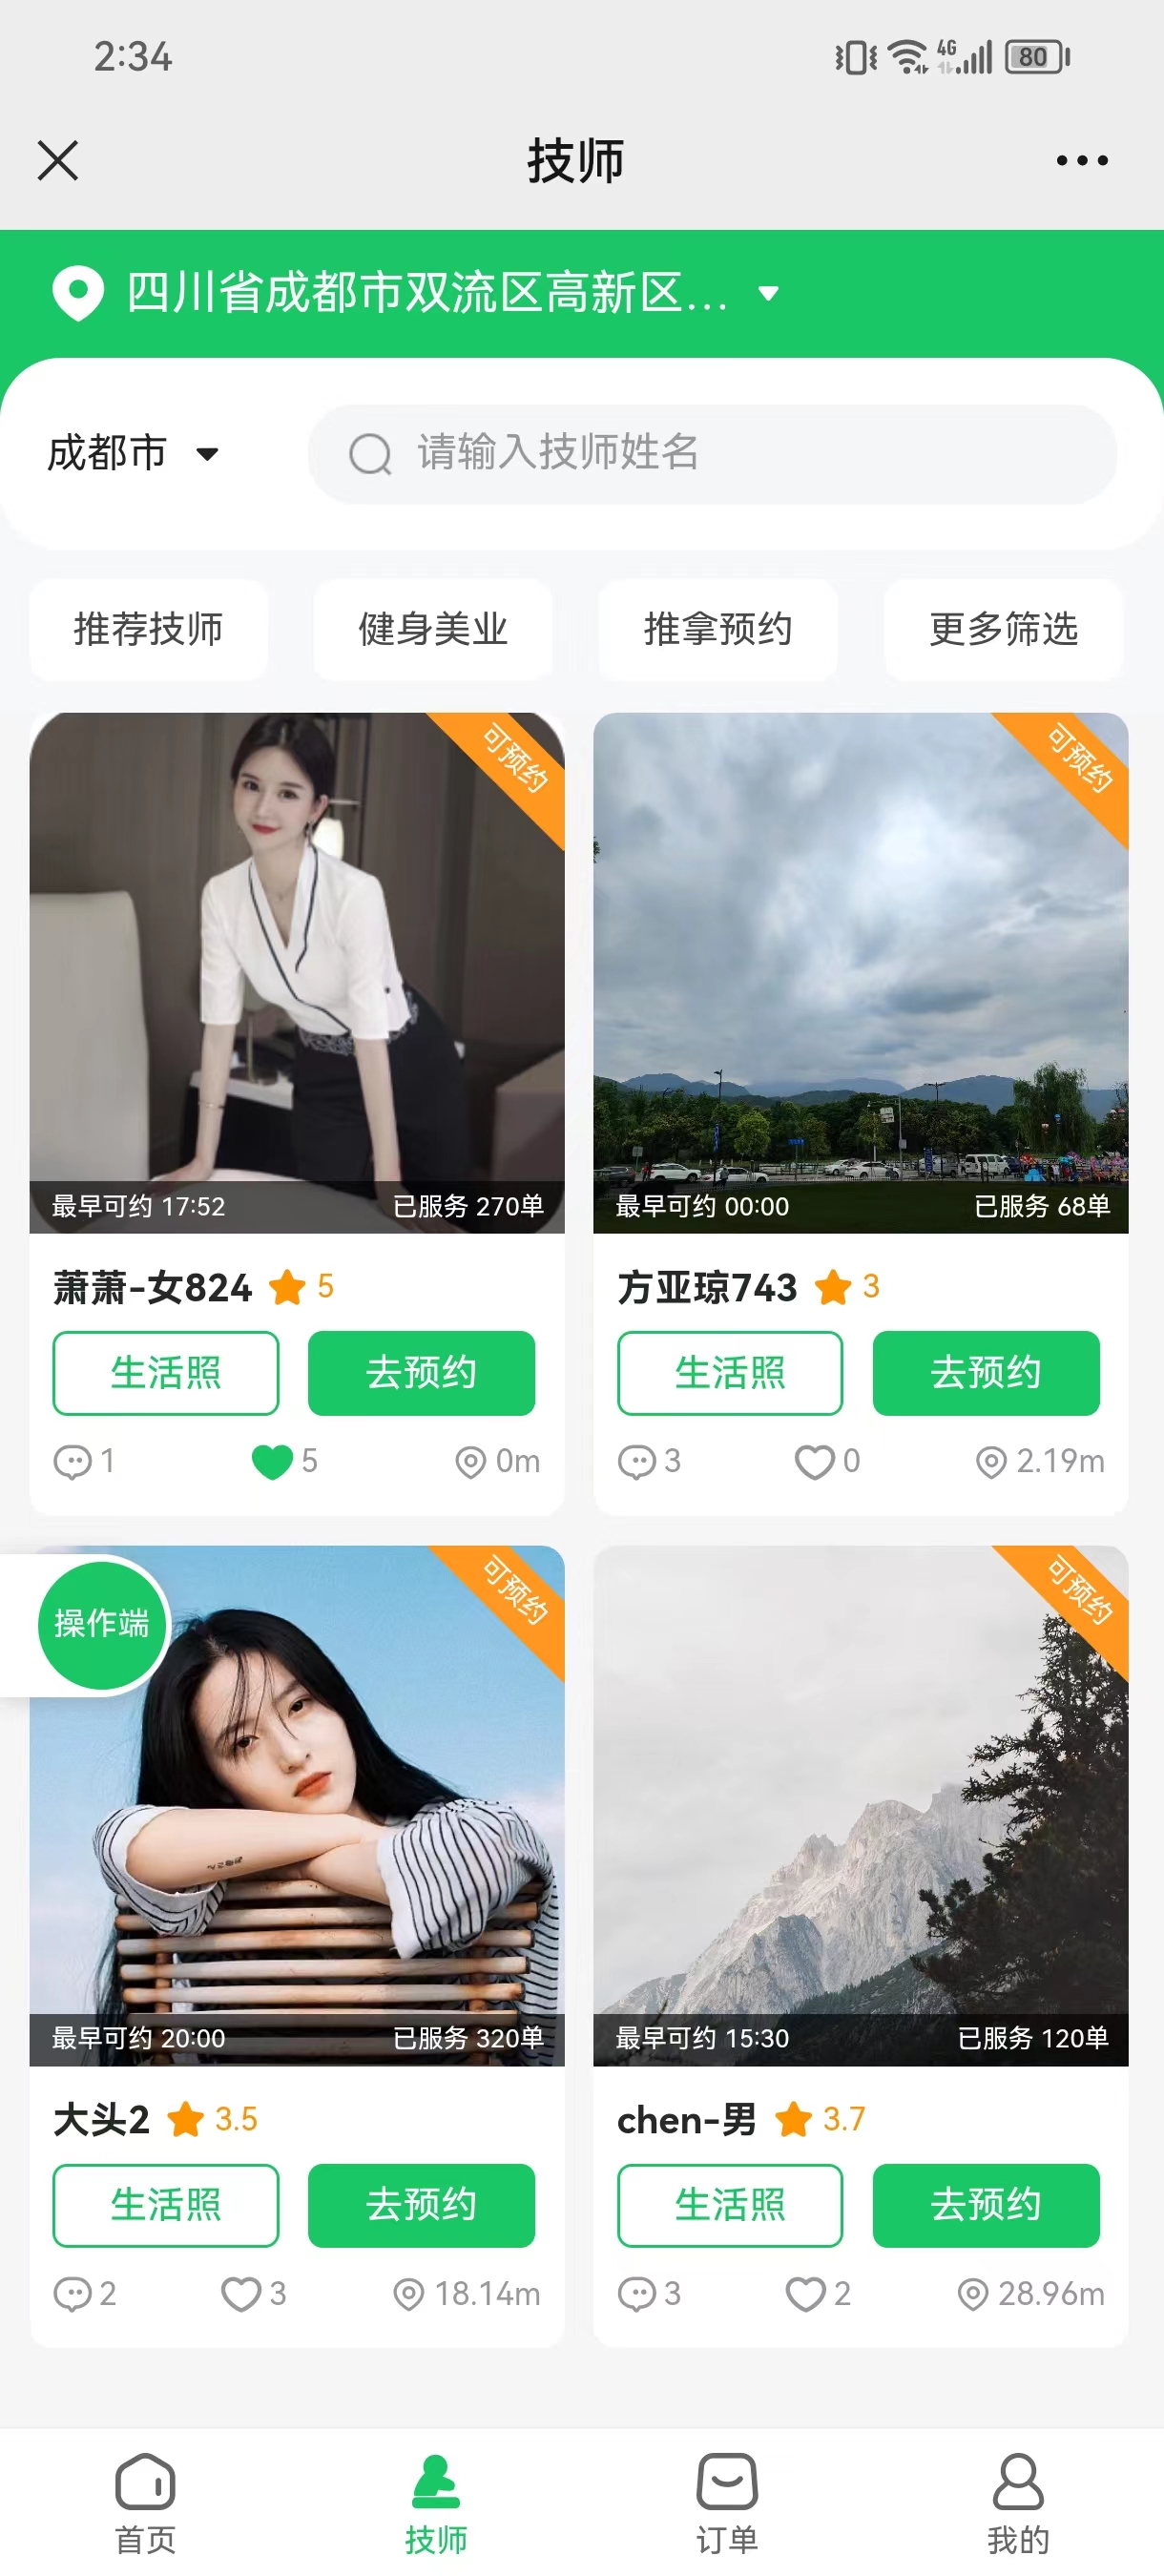 2:34
4G
80
技师
四川省成都市双流区高新区...
成都市
请输入技师姓名
推荐技师 健身美业 推拿预约 更多筛选
可预约
最早可约 17:52 已服务 270单
萧萧-女824 5
生活照 去预约
1 5 0m
可预约
最早可约 00:00 已服务 68单
方亚琼743 3
生活照 去预约
3 0 2.19m
操作端
可预约
最早可约 20:00 已服务 320单
大头2 3.5
生活照 去预约
2 3 18.14m
可预约
最早可约 15:30 已服务 120单
chen-男 3.7
生活照 去预约
3 2 28.96m
首页 技师 订单 我的